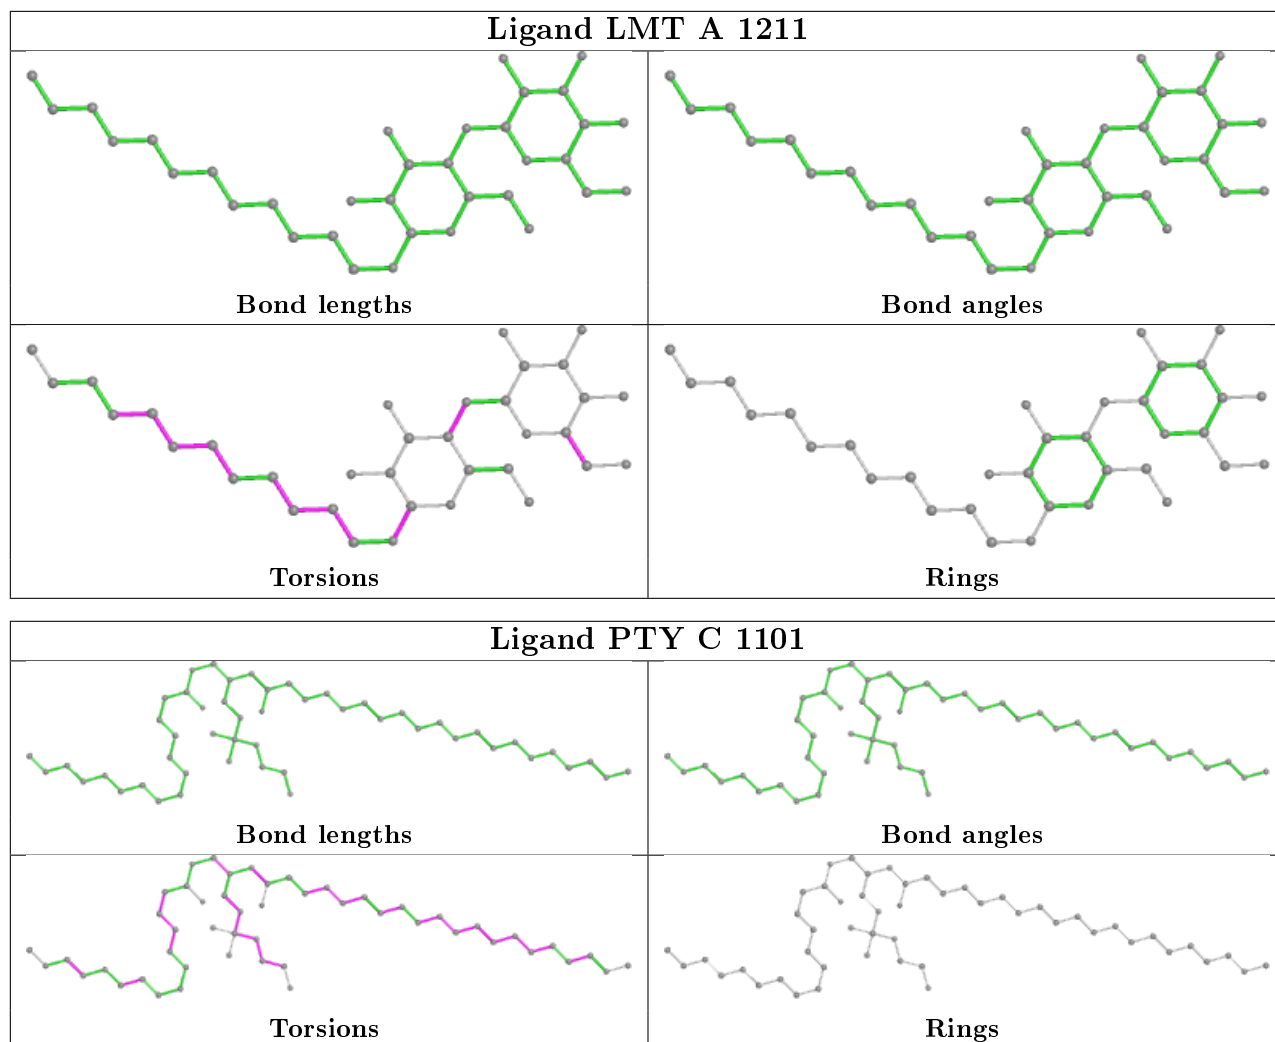 Ligand LMT A 1211
Bond lengths
Bond angles
Torsions
Rings
Ligand PTY C 1101
Bond lengths
Bond angles
Torsions
Rings